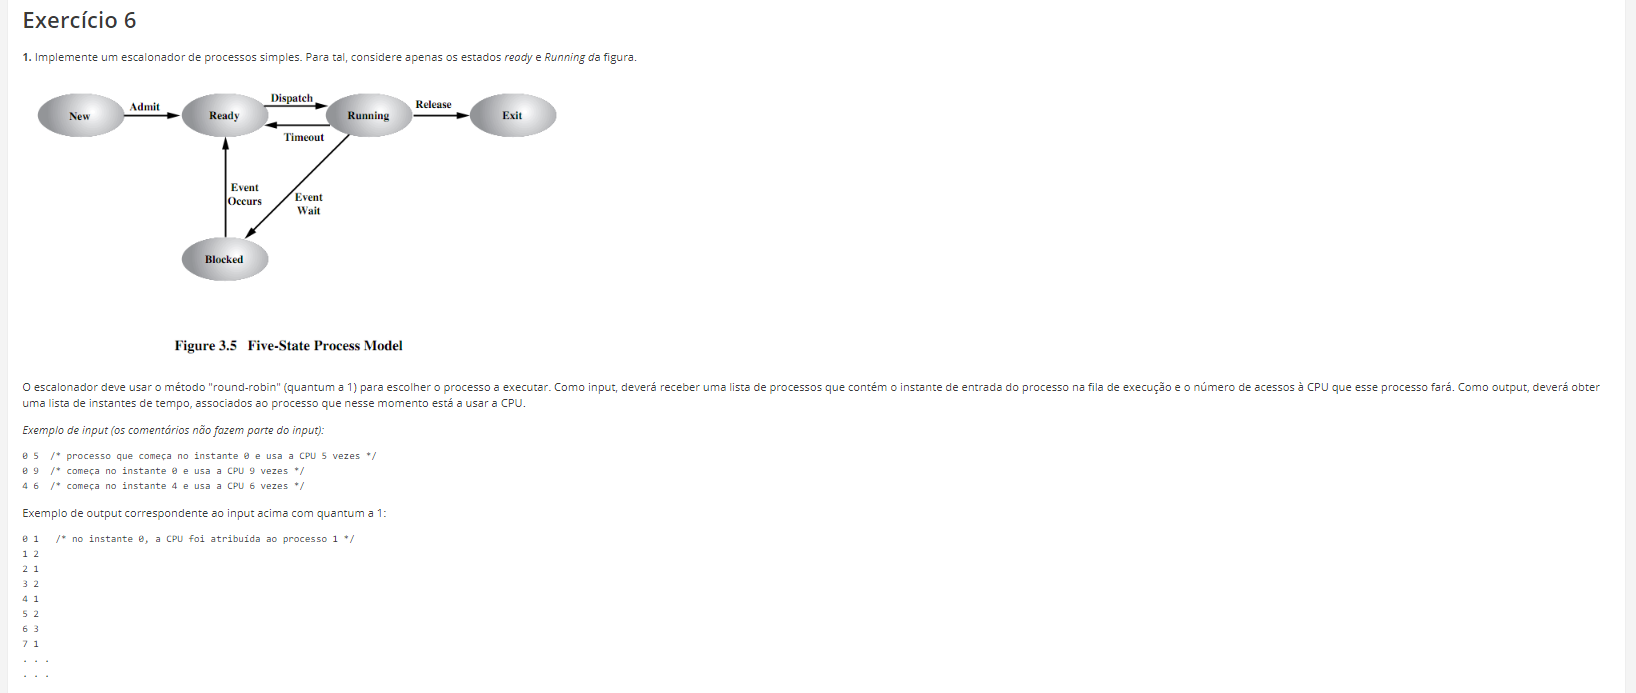 Exercício 6
1. Implemente um escalonador de processos simples. Para tal, considere apenas os estados ready e Running da figura.
New
Admit
Ready
Dispatch
Timeout
Running
Release
Exit
Event
Occurs
Event
Wait
Blocked
Figure 3.5 Five-State Process Model
O escalonador deve usar o método "round-robin" (quantum a 1) para escolher o processo a executar. Como input, deverá receber uma lista de processos que contém o instante de entrada do processo na fila de execução e o número de acessos à CPU que esse processo fará. Como output, deverá obter
uma lista de instantes de tempo, associados ao processo que nesse momento está a usar a CPU.
Exemplo de input (os comentários não fazem parte do input):
0 5 /* processo que começa no instante 0 e usa a CPU 5 vezes */
0 9 /* começa no instante 0 e usa a CPU 9 vezes */
4 6 /* começa no instante 4 e usa a CPU 6 vezes */
Exemplo de output correspondente ao input acima com quantum a 1:
0 1 /* no instante 0, a CPU foi atribuída ao processo 1 */
1 2
2 1
3 2
4 1
5 2
6 3
7 1
. . .
. . .